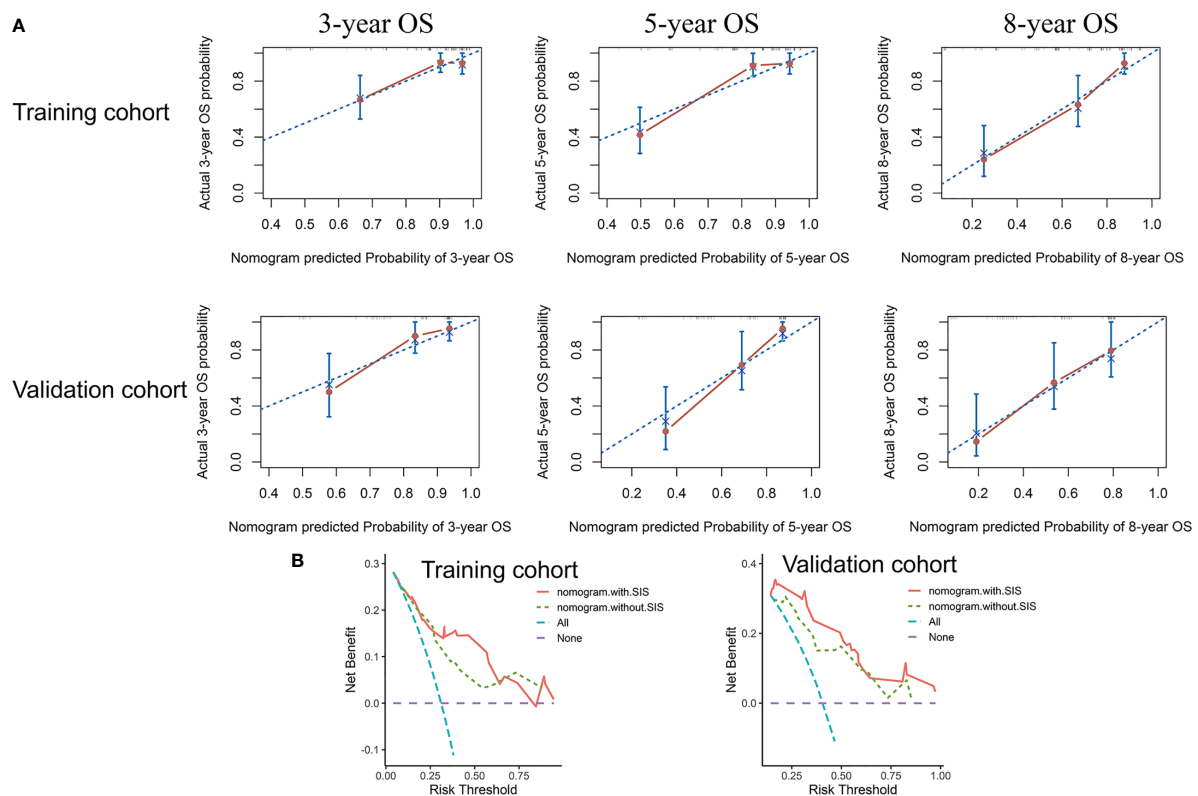 A
3-year OS
5-year OS
8-year OS
Training cohort
Actual 3-year OS probability
0.0 0.4 0.8
0.4 0.5 0.6 0.7 0.8 0.9 1.0
Nomogram predicted Probability of 3-year OS
Actual 5-year OS probability
0.0 0.4 0.8
0.4 0.5 0.6 0.7 0.8 0.9 1.0
Nomogram predicted Probability of 5-year OS
Actual 8-year OS probability
0.0 0.4 0.8
0.2 0.4 0.6 0.8 1.0
Nomogram predicted Probability of 8-year OS
Validation cohort
Actual 3-year OS probability
0.0 0.4 0.8
0.4 0.5 0.6 0.7 0.8 0.9 1.0
Nomogram predicted Probability of 3-year OS
Actual 5-year OS probability
0.0 0.4 0.8
0.2 0.4 0.6 0.8 1.0
Nomogram predicted Probability of 5-year OS
Actual 8-year OS probability
0.0 0.4 0.8
0.2 0.4 0.6 0.8 1.0
Nomogram predicted Probability of 8-year OS
B
Training cohort
nomogram.with.SIS
nomogram.without.SIS
All
None
Net Benefit
0.3
0.2
0.1
0.0
-0.1
0.00 0.25 0.50 0.75
Risk Threshold
Validation cohort
nomogram.with.SIS
nomogram.without.SIS
All
None
Net Benefit
0.4
0.2
0.0
0.25 0.50 0.75 1.00
Risk Threshold